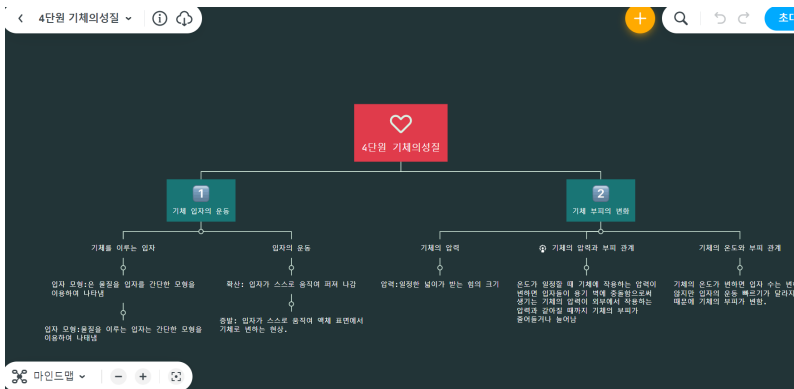 4단원 기체의성질
초대
4단원 기체의성질
1
기체 입자의 운동
2
기체 부피의 변화
기체를 이루는 입자
입자의 운동
기체의 압력
기체의 압력과 부피 관계
기체의 온도와 부피 관계
입자 모형:은 물질을 입자를 간단한 모형을
이용하여 나타냄
입자 모형:물질을 이루는 입자는 간단한 모형을
이용하여 나태냄
확산: 입자가 스스로 움직여 퍼져 나감
증발: 입자가 스스로 움직여 액체 표면에서
기체로 변하는 현상.
압력:일정한 넓이가 받는 힘의 크기
온도가 일정할 때 기체에 작용하는 압력이
변하면 입자들이 용기 벽에 충돌함으로써
생기는 기체의 압력이 외부에서 작용하는
압력과 같아질 때까지 기체의 부피가
줄어들거나 늘어남
기체의 온도가 변하면 입자 수는 변
않지만 입자의 운동 빠르기가 달라지
때문에 기체의 부피가 변함.
마인드맵